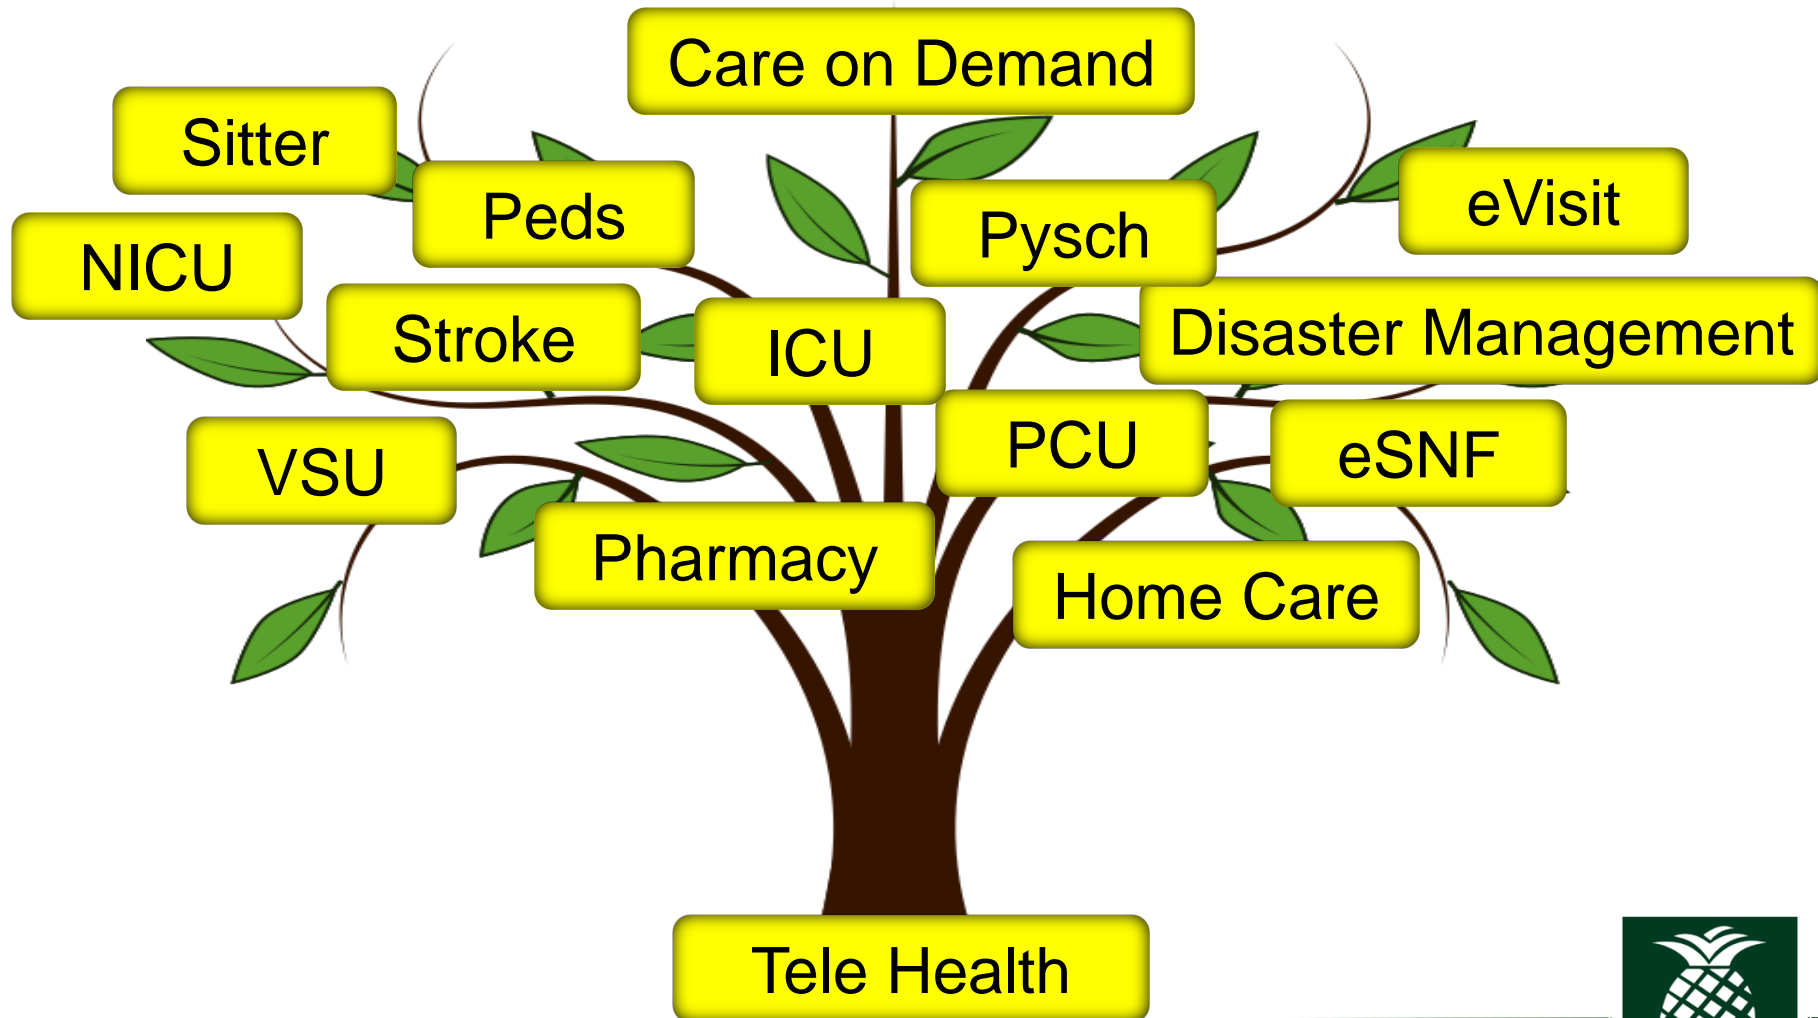 Care on Demand
Sitter
Peds
eVisit
Pysch
NICU
Stroke
ICU
Disaster Management
VSU
PCU
eSNF
Pharmacy
Home Care
Tele Health